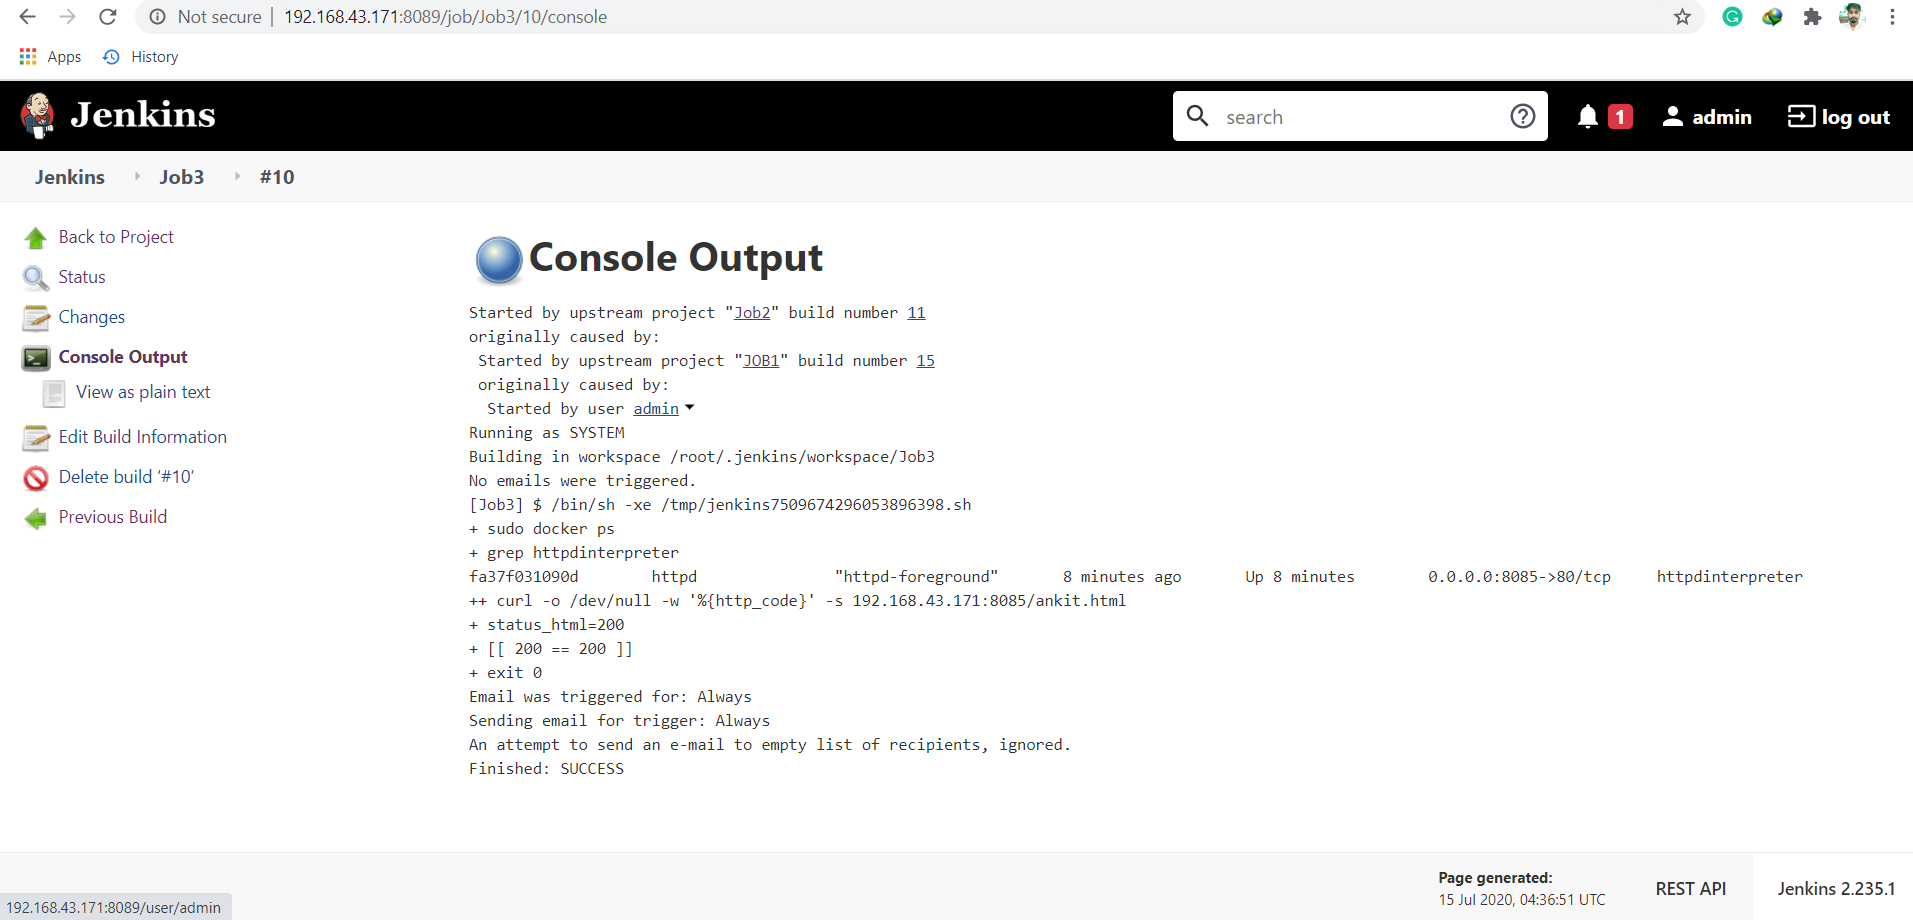 Not secure | 192.168.43.171:8089/job/Job3/10/console
Apps History
Jenkins search 1 admin log out
Jenkins Job3 #10
Back to Project
Status
Changes
Console Output
View as plain text
Edit Build Information
Delete build '#10'
Previous Build
Console Output
Started by upstream project "Job2" build number 11
originally caused by:
Started by upstream project "JOB1" build number 15
originally caused by:
Started by user admin
Running as SYSTEM
Building in workspace /root/.jenkins/workspace/Job3
No emails were triggered.
[Job3] $ /bin/sh -xe /tmp/jenkins7509674296053896398.sh
+ sudo docker ps
+ grep httpdinterpreter
fa37f031090d httpd "httpd-foreground" 8 minutes ago Up 8 minutes 0.0.0.0:8085->80/tcp httpdinterpreter
++ curl -o /dev/null -w '%{http_code}' -s 192.168.43.171:8085/ankit.html
+ status_html=200
+ [[ 200 == 200 ]]
+ exit 0
Email was triggered for: Always
Sending email for trigger: Always
An attempt to send an e-mail to empty list of recipients, ignored.
Finished: SUCCESS
Page generated:
15 Jul 2020, 04:36:51 UTC
REST API
Jenkins 2.235.1
192.168.43.171:8089/user/admin